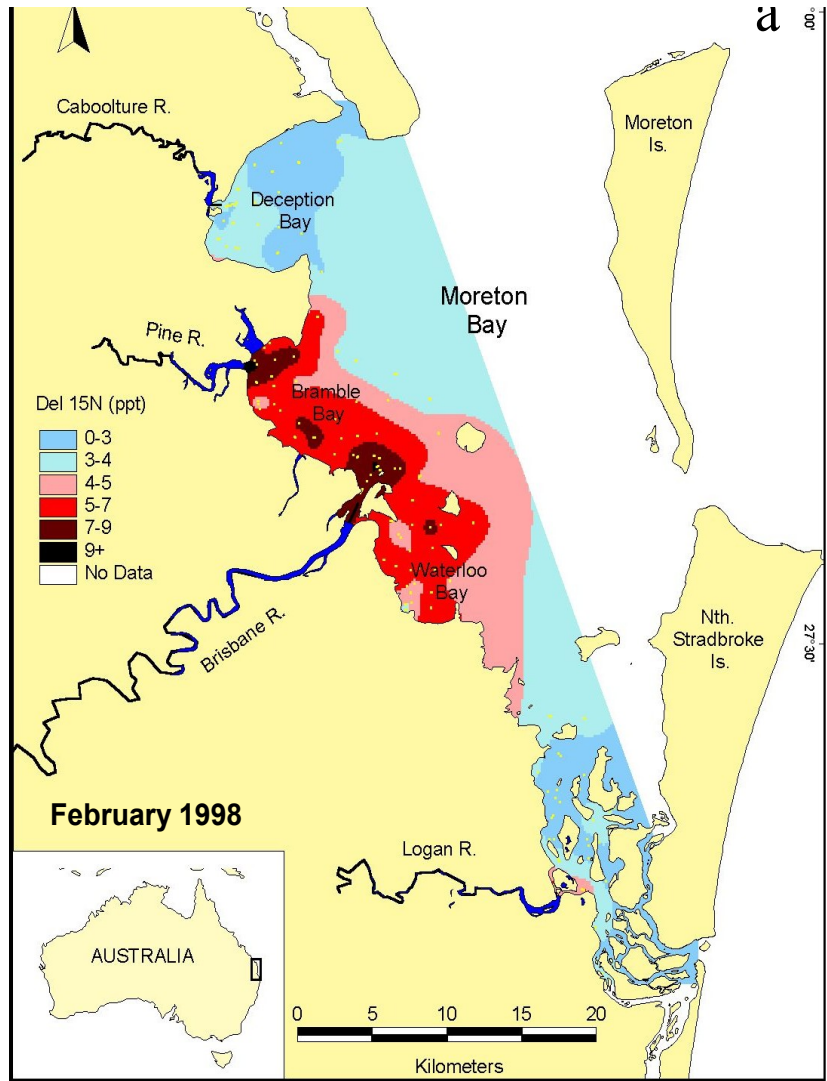 a
00'
Caboolture R.
Moreton
Is.
Deception
Bay
Moreton
Bay
Pine R.
Bramble
Bay
Del 15N (ppt)
0-3
3-4
4-5
5-7
7-9
9+
No Data
Waterloo
Bay
Brisbane R.
Nth.
Stradbroke
Is.
27°30'
February 1998
Logan R.
AUSTRALIA
0 5 10 15 20
Kilometers